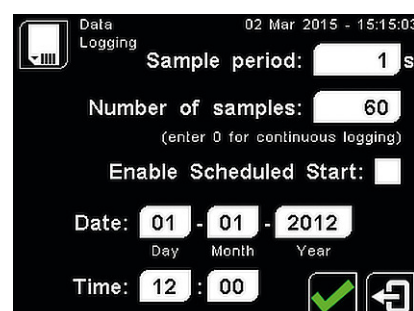 Data Logging
02 Mar 2015 - 15:15:03
Sample period: 1 s
Number of samples: 60
(enter 0 for continuous logging)
Enable Scheduled Start:
Date: 01 - 01 - 2012
Day Month Year
Time: 12 : 00